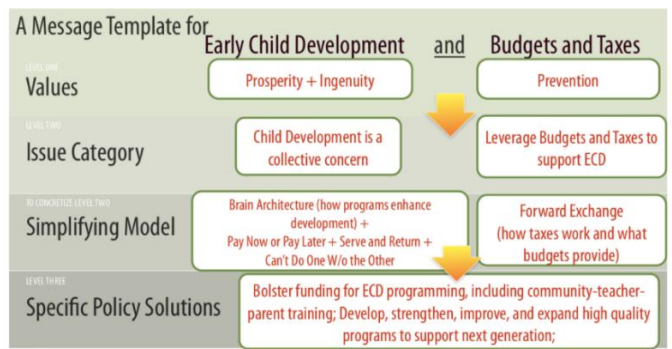 A Message Template for
Early Child Development and Budgets and Taxes
LEVEL ONE
Values
Prosperity + Ingenuity
Prevention
LEVEL TWO
Issue Category
Child Development is a
collective concern
Leverage Budgets and Taxes to
support ECD
TO CONCRETIZE LEVEL TWO
Simplifying Model
Brain Architecture (how programs enhance
development) +
Pay Now or Pay Later + Serve and Return +
Can't Do One W/o the Other
Forward Exchange
(how taxes work and what
budgets provide)
LEVEL THREE
Specific Policy Solutions
Bolster funding for ECD programming, including community-teacher-
parent training; Develop, strengthen, improve, and expand high quality
programs to support next generation;